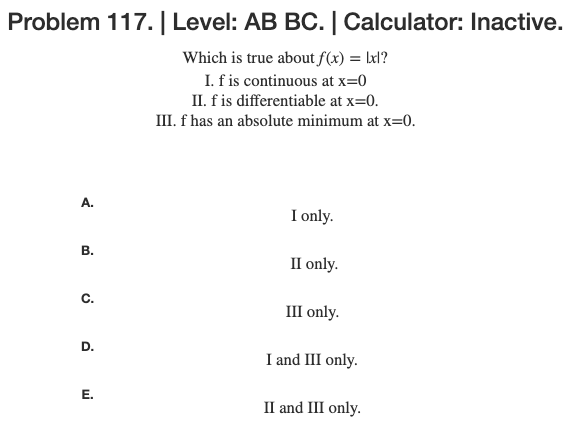 Problem 117. | Level: AB BC. | Calculator: Inactive.
Which is true about f(x) = |x|?
I. f is continuous at x=0
II. f is differentiable at x=0.
III. f has an absolute minimum at x=0.
A.
I only.
B.
II only.
C.
III only.
D.
I and III only.
E.
II and III only.